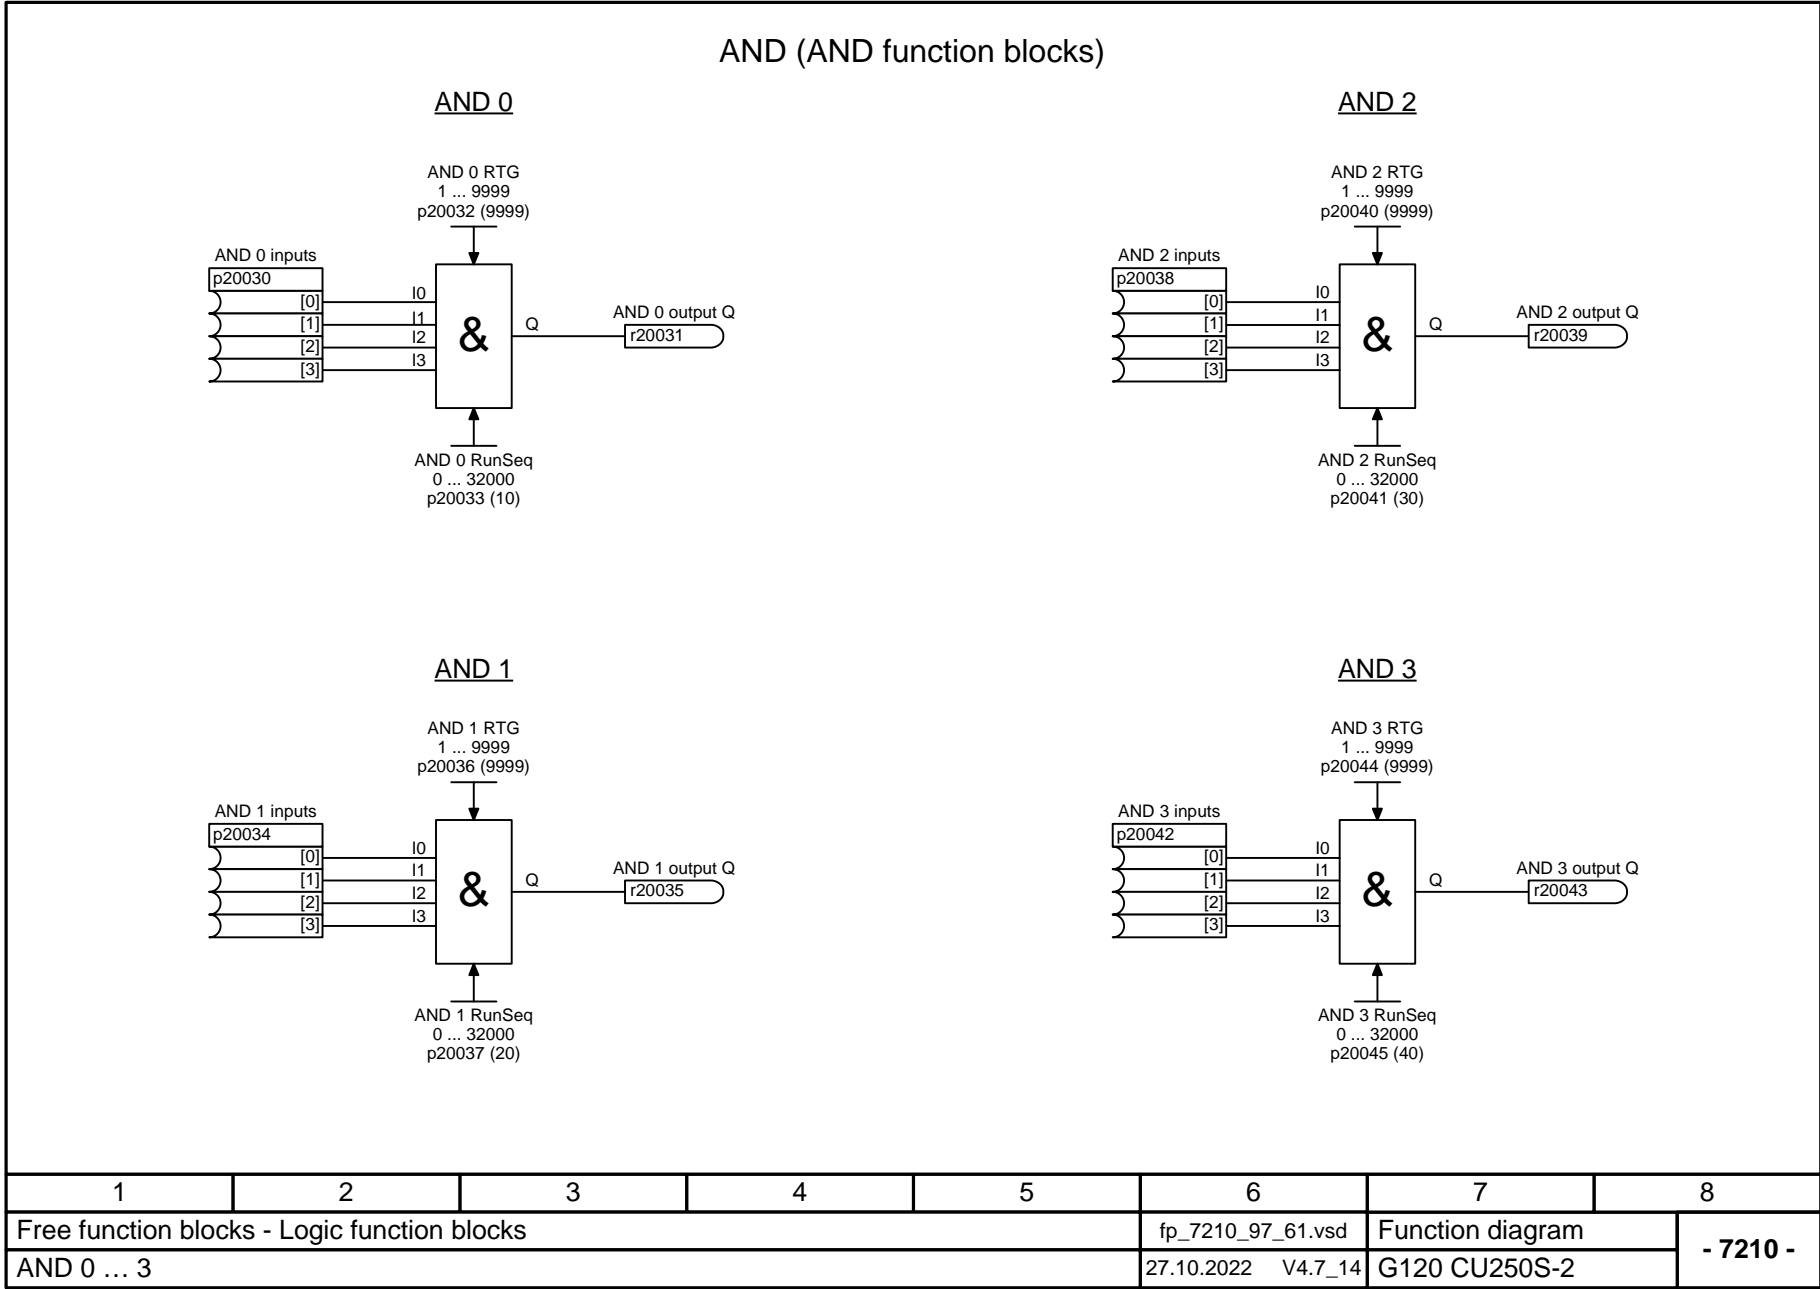 AND (AND function blocks)
AND 0
AND 0 RTG
1 ... 9999
p20032 (9999)
AND 0 inputs
p20030
[0]
[1]
[2]
[3]
I0
I1
I2
I3
&
Q
AND 0 output Q
r20031
AND 0 RunSeq
0 ... 32000
p20033 (10)
AND 2
AND 2 RTG
1 ... 9999
p20040 (9999)
AND 2 inputs
p20038
[0]
[1]
[2]
[3]
I0
I1
I2
I3
&
Q
AND 2 output Q
r20039
AND 2 RunSeq
0 ... 32000
p20041 (30)
AND 1
AND 1 RTG
1 ... 9999
p20036 (9999)
AND 1 inputs
p20034
[0]
[1]
[2]
[3]
I0
I1
I2
I3
&
Q
AND 1 output Q
r20035
AND 1 RunSeq
0 ... 32000
p20037 (20)
AND 3
AND 3 RTG
1 ... 9999
p20044 (9999)
AND 3 inputs
p20042
[0]
[1]
[2]
[3]
I0
I1
I2
I3
&
Q
AND 3 output Q
r20043
AND 3 RunSeq
0 ... 32000
p20045 (40)
1 2 3 4 5 6 7 8
Free function blocks - Logic function blocks fp_7210_97_61.vsd Function diagram
- 7210 -
AND 0 … 3 27.10.2022 V4.7_14 G120 CU250S-2